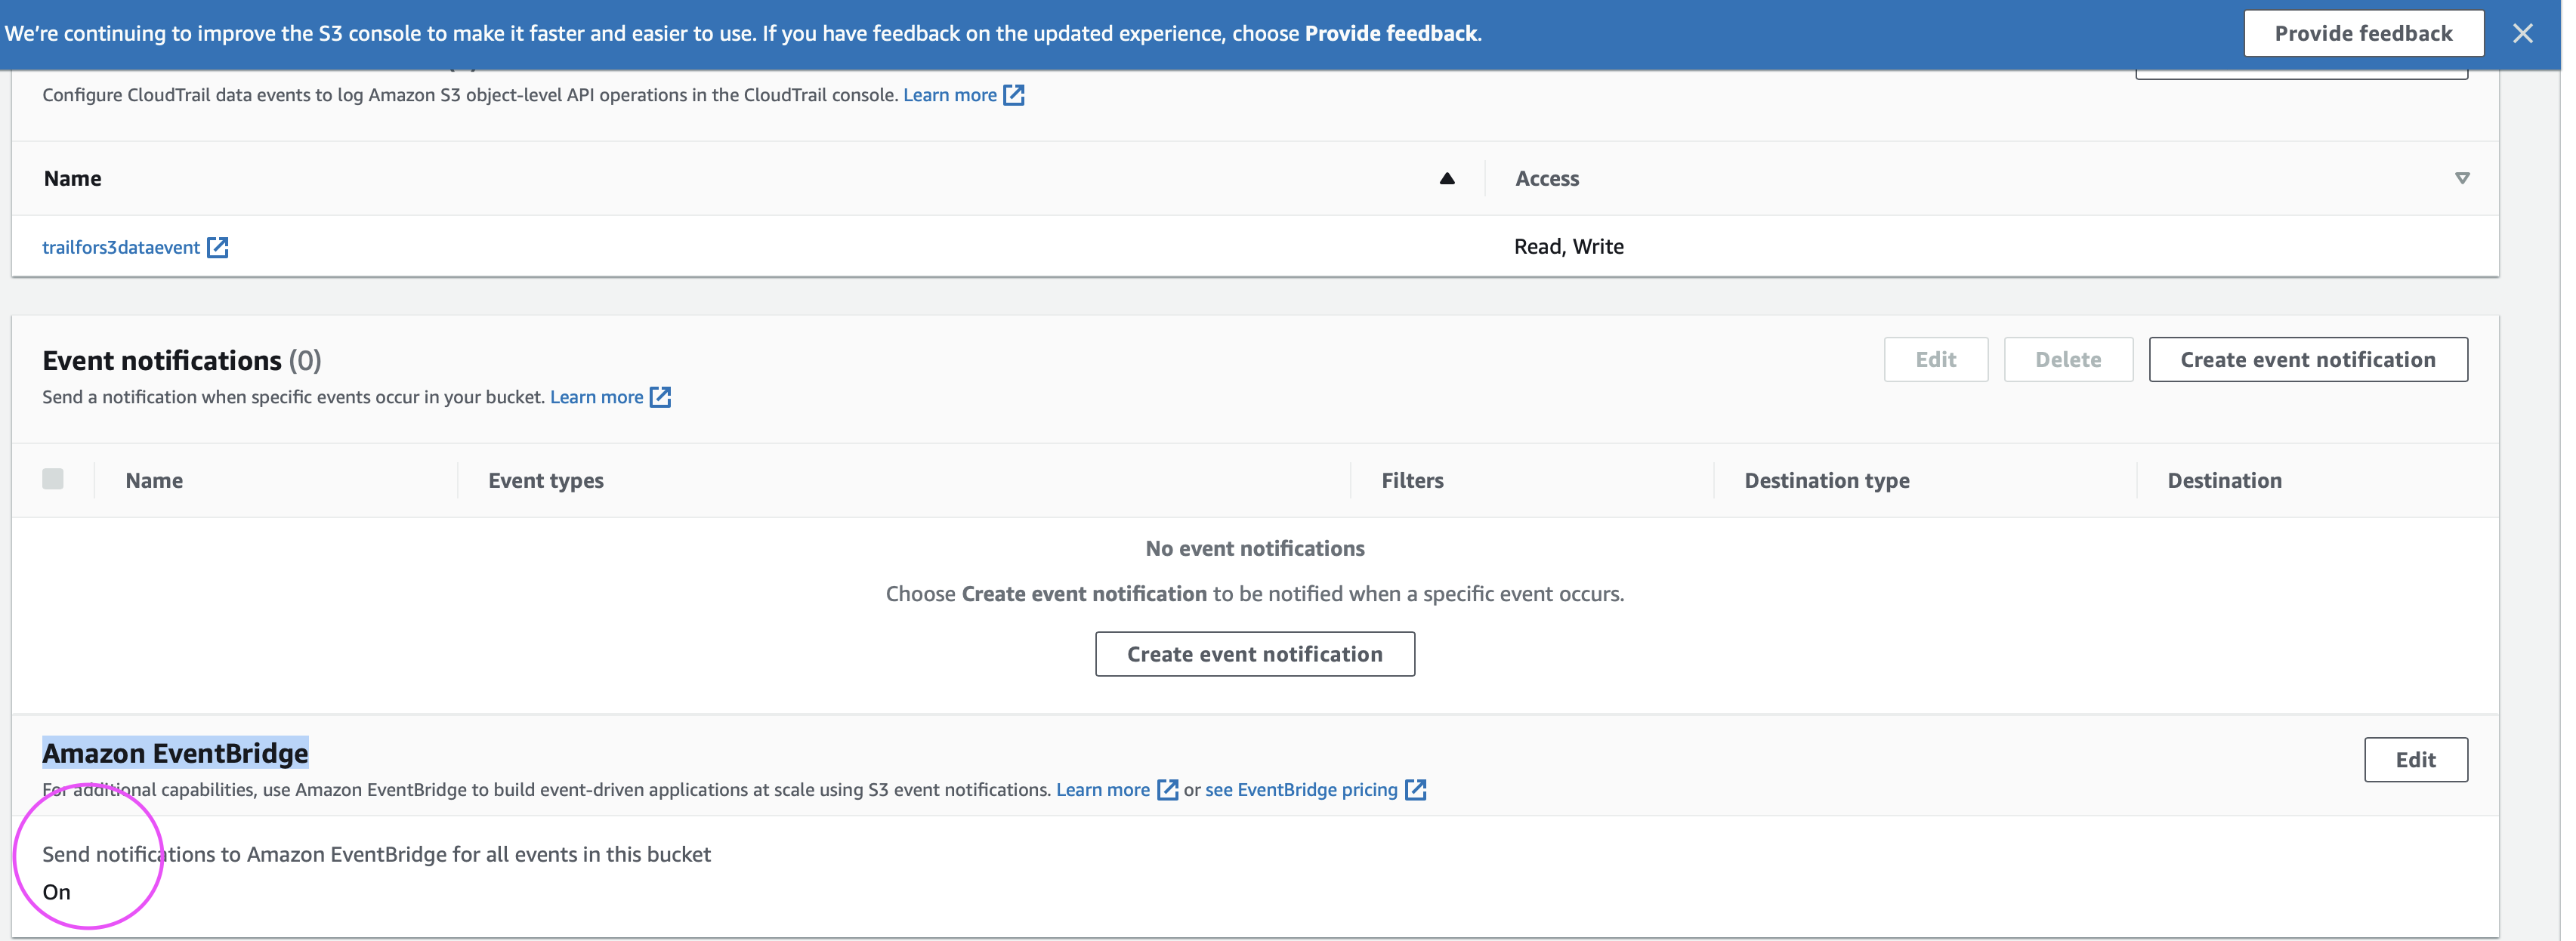 We're continuing to improve the S3 console to make it faster and easier to use. If you have feedback on the updated experience, choose Provide feedback.
Provide feedback
Configure CloudTrail data events to log Amazon S3 object-level API operations in the CloudTrail console. Learn more
Name
Access
trailfors3dataevent
Read, Write
Event notifications (0)
Edit
Delete
Create event notification
Send a notification when specific events occur in your bucket. Learn more
Name
Event types
Filters
Destination type
Destination
No event notifications
Choose Create event notification to be notified when a specific event occurs.
Create event notification
Amazon EventBridge
Edit
For additional capabilities, use Amazon EventBridge to build event-driven applications at scale using S3 event notifications. Learn more or see EventBridge pricing
Send notifications to Amazon EventBridge for all events in this bucket
On